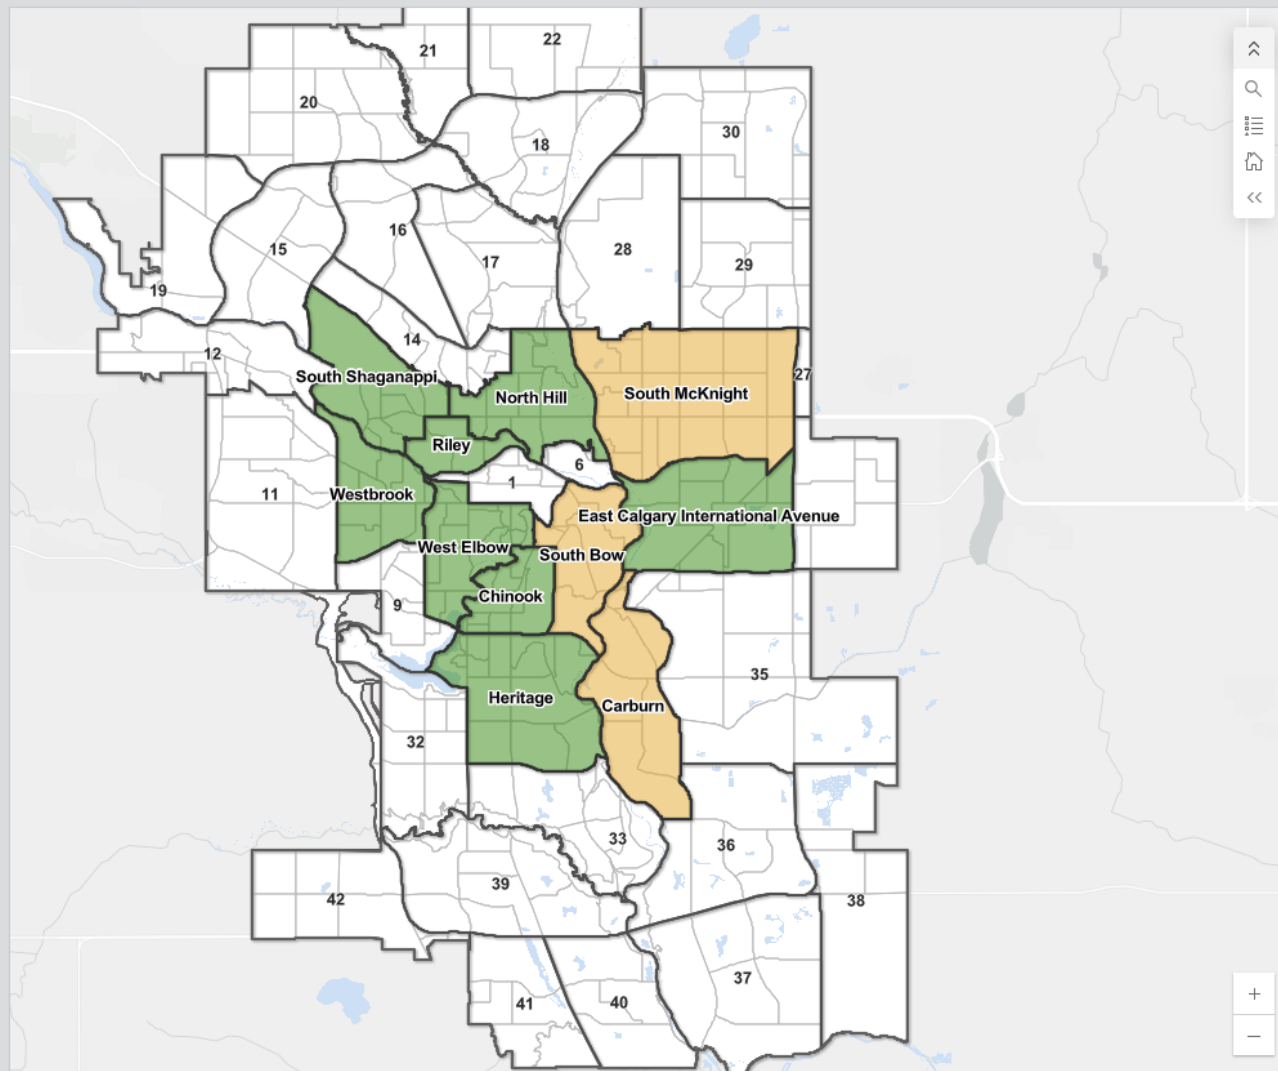 22
21
20
30
18
16
15
28
17
29
19
14
12
27
South Shaganappi
South McKnight
North Hill
Riley
6
1
11
Westbrook
East Calgary International Avenue
West Elbow
South Bow
Chinook
9
35
Heritage
Carburn
32
33
36
39
42
38
37
41
40
+
−